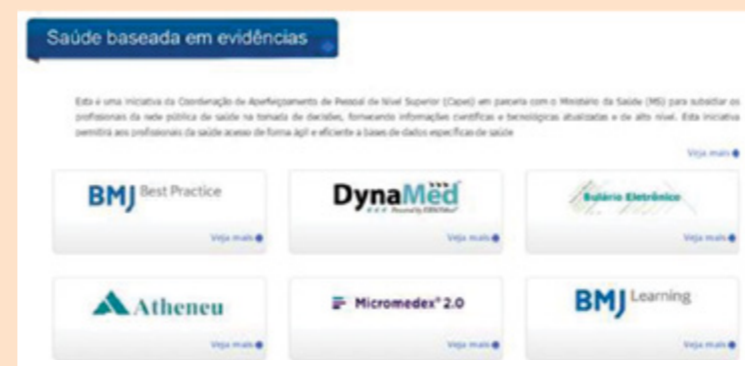 Saúde baseada em evidências
Esta é uma iniciativa da Coordenação de Aperfeiçoamento de Pessoal de Nível Superior (Capes) em parceria com o Ministério da Saúde (MS) para subsidiar os
profissionais da rede pública de saúde na tomada de decisões, fornecendo informações científicas e tecnológicas atualizadas e de alto nível. Esta iniciativa
permitirá aos profissionais da saúde acesso de forma ágil e eficiente a bases de dados específicas de saúde
Veja mais
BMJ Best Practice
DynaMed
Powered by EBSCOhost
Bulário Eletrônico
Veja mais
Veja mais
Veja mais
Atheneu
Micromedex® 2.0
BMJ Learning
Veja mais
Veja mais
Veja mais